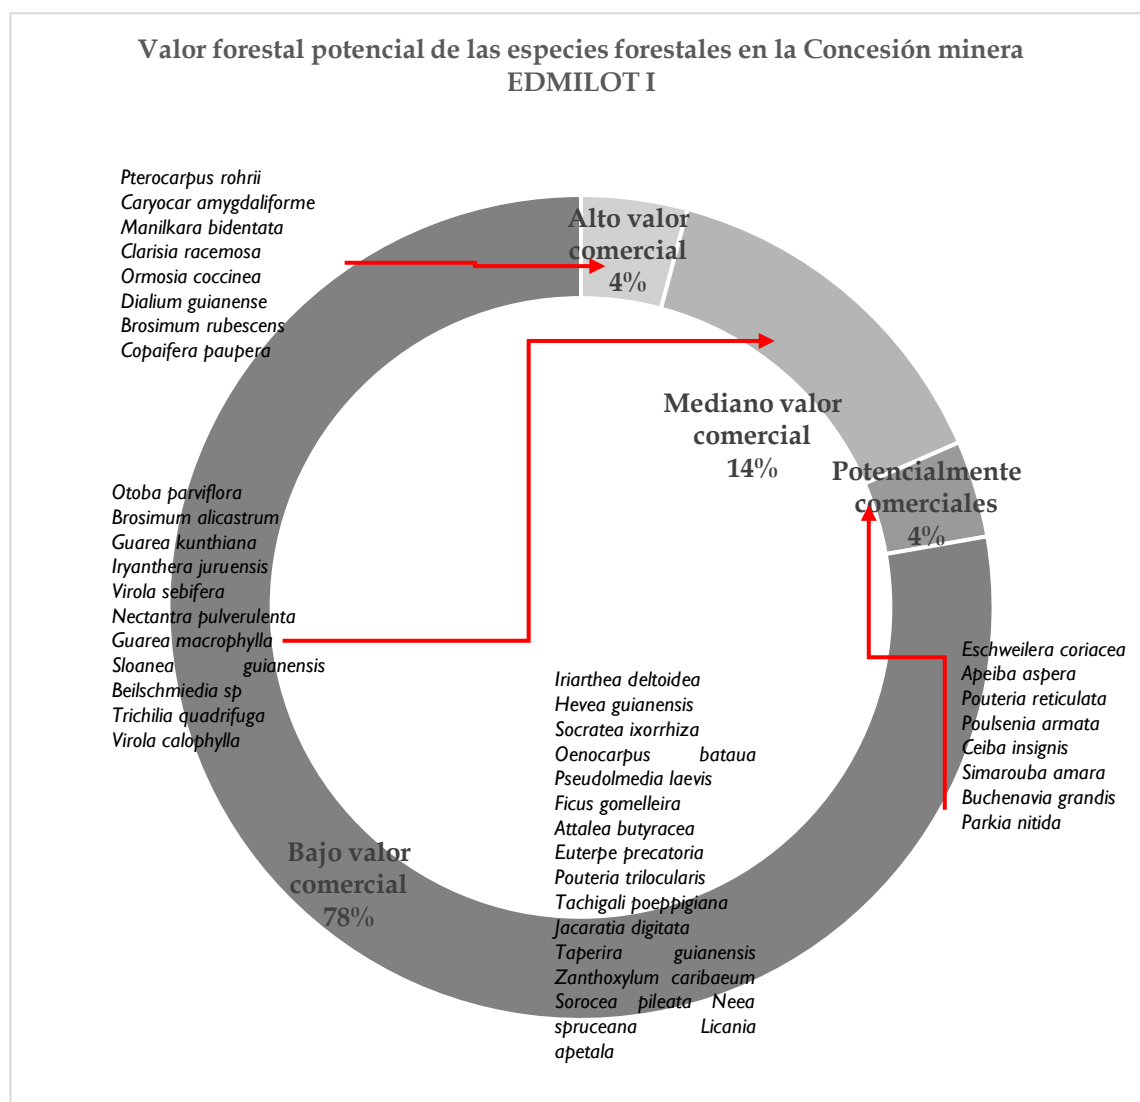 Valor forestal potencial de las especies forestales en la Concesión minera
EDMILOT I
Pterocarpus rohrii
Caryocar amygdaliforme
Manilkara bidentata
Clarisia racemosa
Ormosia coccinea
Dialium guianense
Brosimum rubescens
Copaifera paupera
Alto valor
comercial
4%
Mediano valor
comercial
14%
Potencialmente
comerciales
4%
Otoba parviflora
Brosimum alicastrum
Guarea kunthiana
Iryanthera juruensis
Virola sebifera
Nectantra pulverulenta
Guarea macrophylla
Sloanea guianensis
Beilschmiedia sp
Trichilia quadrifuga
Virola calophylla
Eschweilera coriacea
Apeiba aspera
Pouteria reticulata
Poulsenia armata
Ceiba insignis
Simarouba amara
Buchenavia grandis
Parkia nitida
Iriarthea deltoidea
Hevea guianensis
Socratea ixorrhiza
Oenocarpus bataua
Pseudolmedia laevis
Ficus gomelleira
Attalea butyracea
Euterpe precatoria
Pouteria trilocularis
Tachigali poeppigiana
Jacaratia digitata
Taperira guianensis
Zanthoxylum caribaeum
Sorocea pileata Neea
spruceana Licania
apetala
Bajo valor
comercial
78%